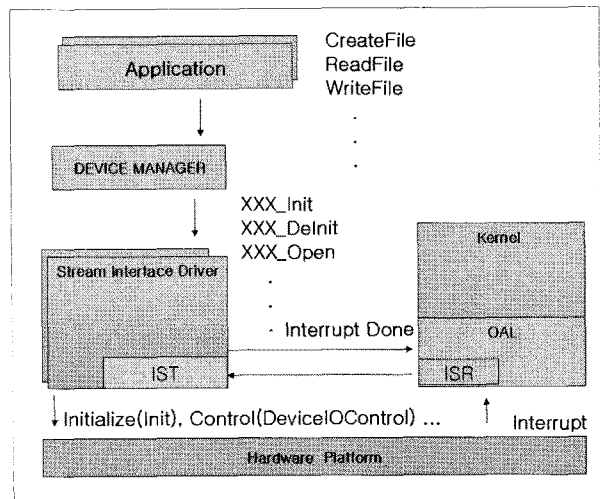 Application
CreateFile
ReadFile
WriteFile
.
.
.
DEVICE MANAGER
XXX_Init
XXX_DeInit
XXX_Open
.
.
.
Stream Interface Driver
IST
Kernel
OAL
ISR
Interrupt Done
Initialize(Init), Control(DeviceIOControl) ...
Interrupt
Hardware Platform